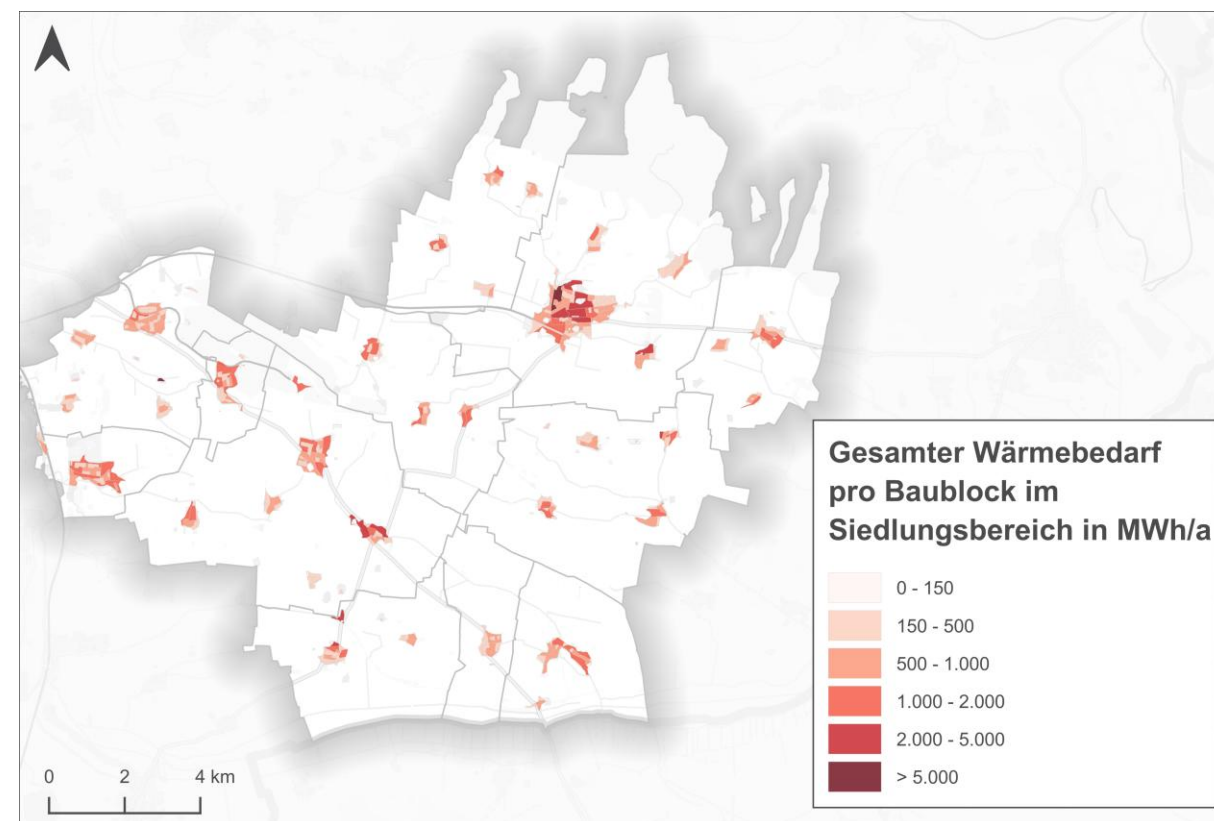 Gesamter Wärmebedarf
pro Baublock im
Siedlungsbereich in MWh/a
0 - 150
150 - 500
500 - 1.000
1.000 - 2.000
2.000 - 5.000
> 5.000
0 2 4 km